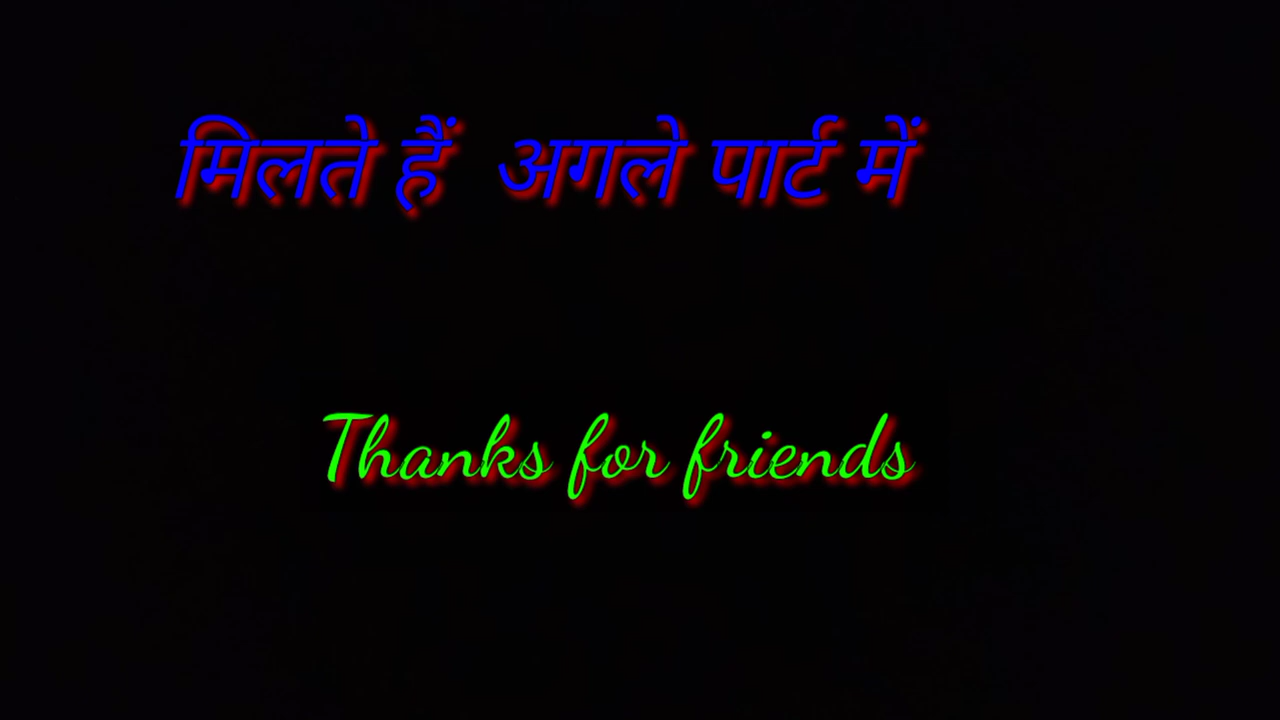 मिलते हैं अगले पार्ट में
Thanks for friends